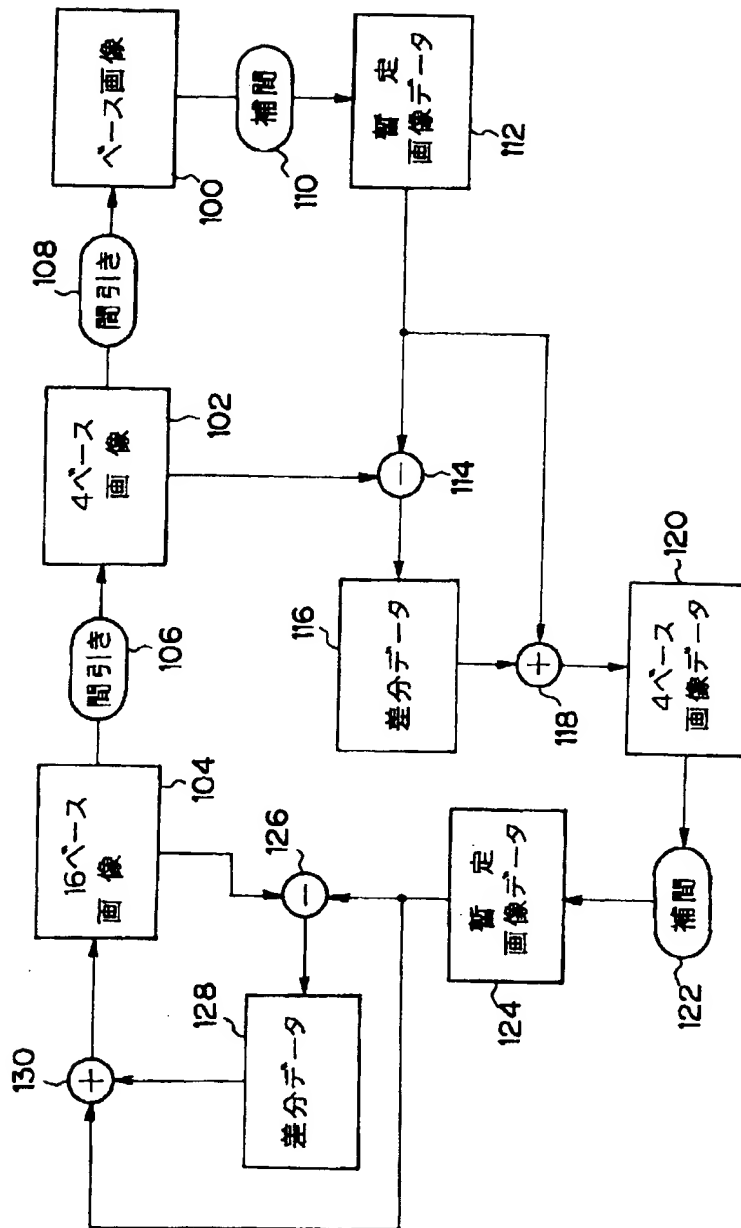 16ベース
画像
104
間引き
106
4ベース
画像
102
間引き
108
ベース画像
100
補間
110
暫定
画像データ
112
−
114
差分データ
116
＋
118
4ベース
画像データ
120
補間
122
暫定
画像データ
124
−
126
差分データ
128
＋
130